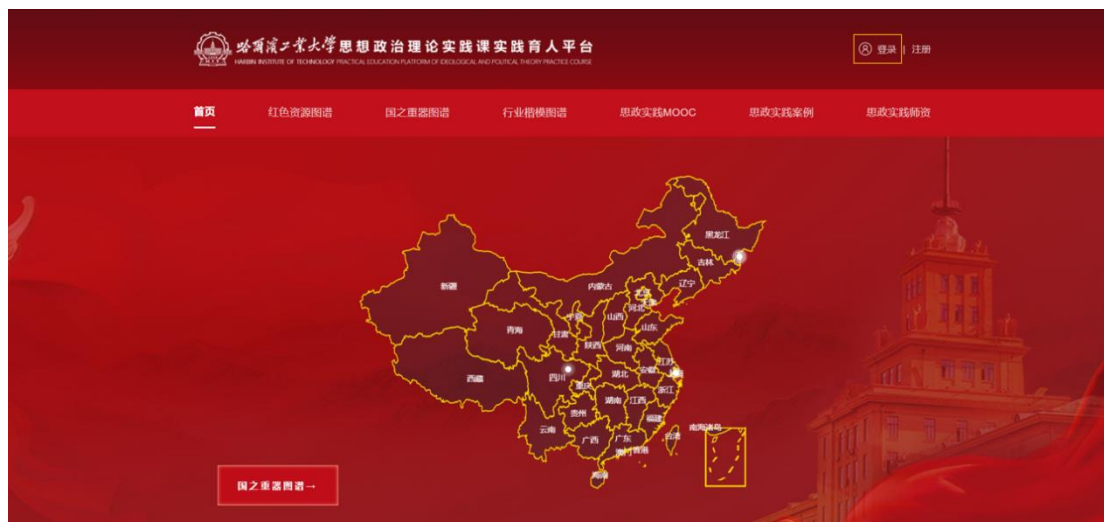 哈尔滨工业大学思想政治理论实践课实践育人平台
HARBIN INSTITUTE OF TECHNOLOGY PRACTICAL EDUCATION PLATFORM OF IDEOLOGICAL AND POLITICAL THEORY PRACTICE COURSE
登录 | 注册
首页 红色资源图谱 国之重器图谱 行业楷模图谱 思政实践MOOC 思政实践案例 思政实践师资
黑龙江
吉林
新疆 内蒙古 辽宁
北京
天津
河北
宁夏 山西
青海 甘肃 山东
陕西 河南
江苏
西藏 四川 湖北 安徽 上海
重庆 浙江
湖南 江西
贵州
福建
云南 南海诸岛
广西 广东 台湾
澳门 香港
海南
国之重器图谱→